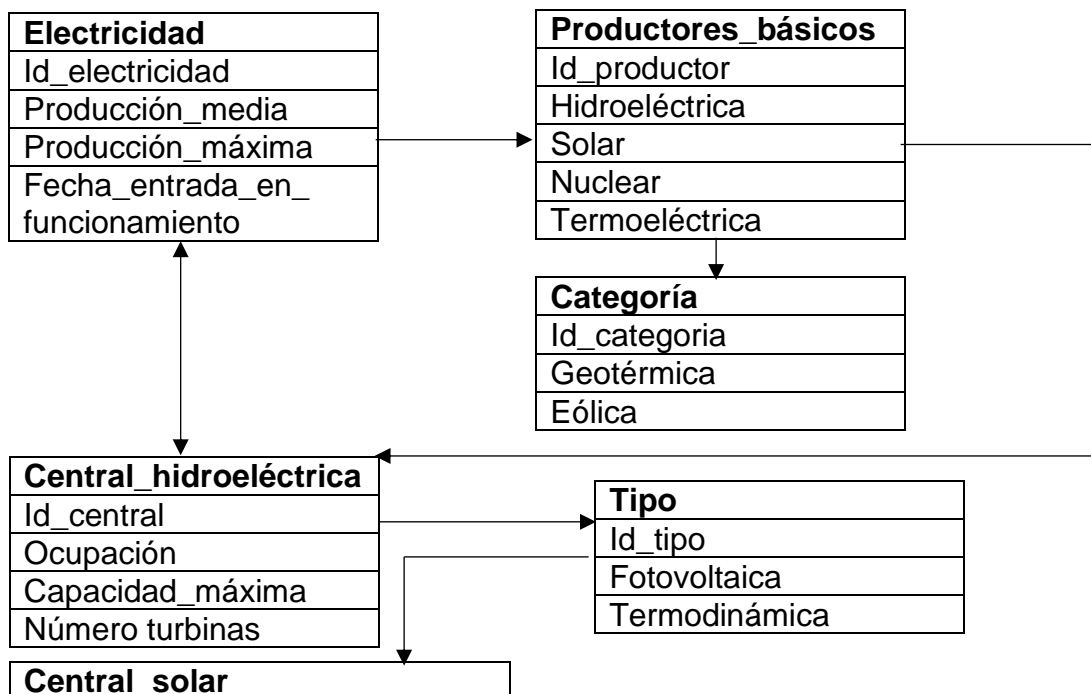 Electricidad
Id_electricidad
Producción_media
Producción_máxima
Fecha_entrada_en_
funcionamiento
Productores_básicos
Id_productor
Hidroeléctrica
Solar
Nuclear
Termoeléctrica
Categoría
Id_categoria
Geotérmica
Eólica
Central_hidroeléctrica
Id_central
Ocupación
Capacidad_máxima
Número turbinas
Tipo
Id_tipo
Fotovoltaica
Termodinámica
Central_solar